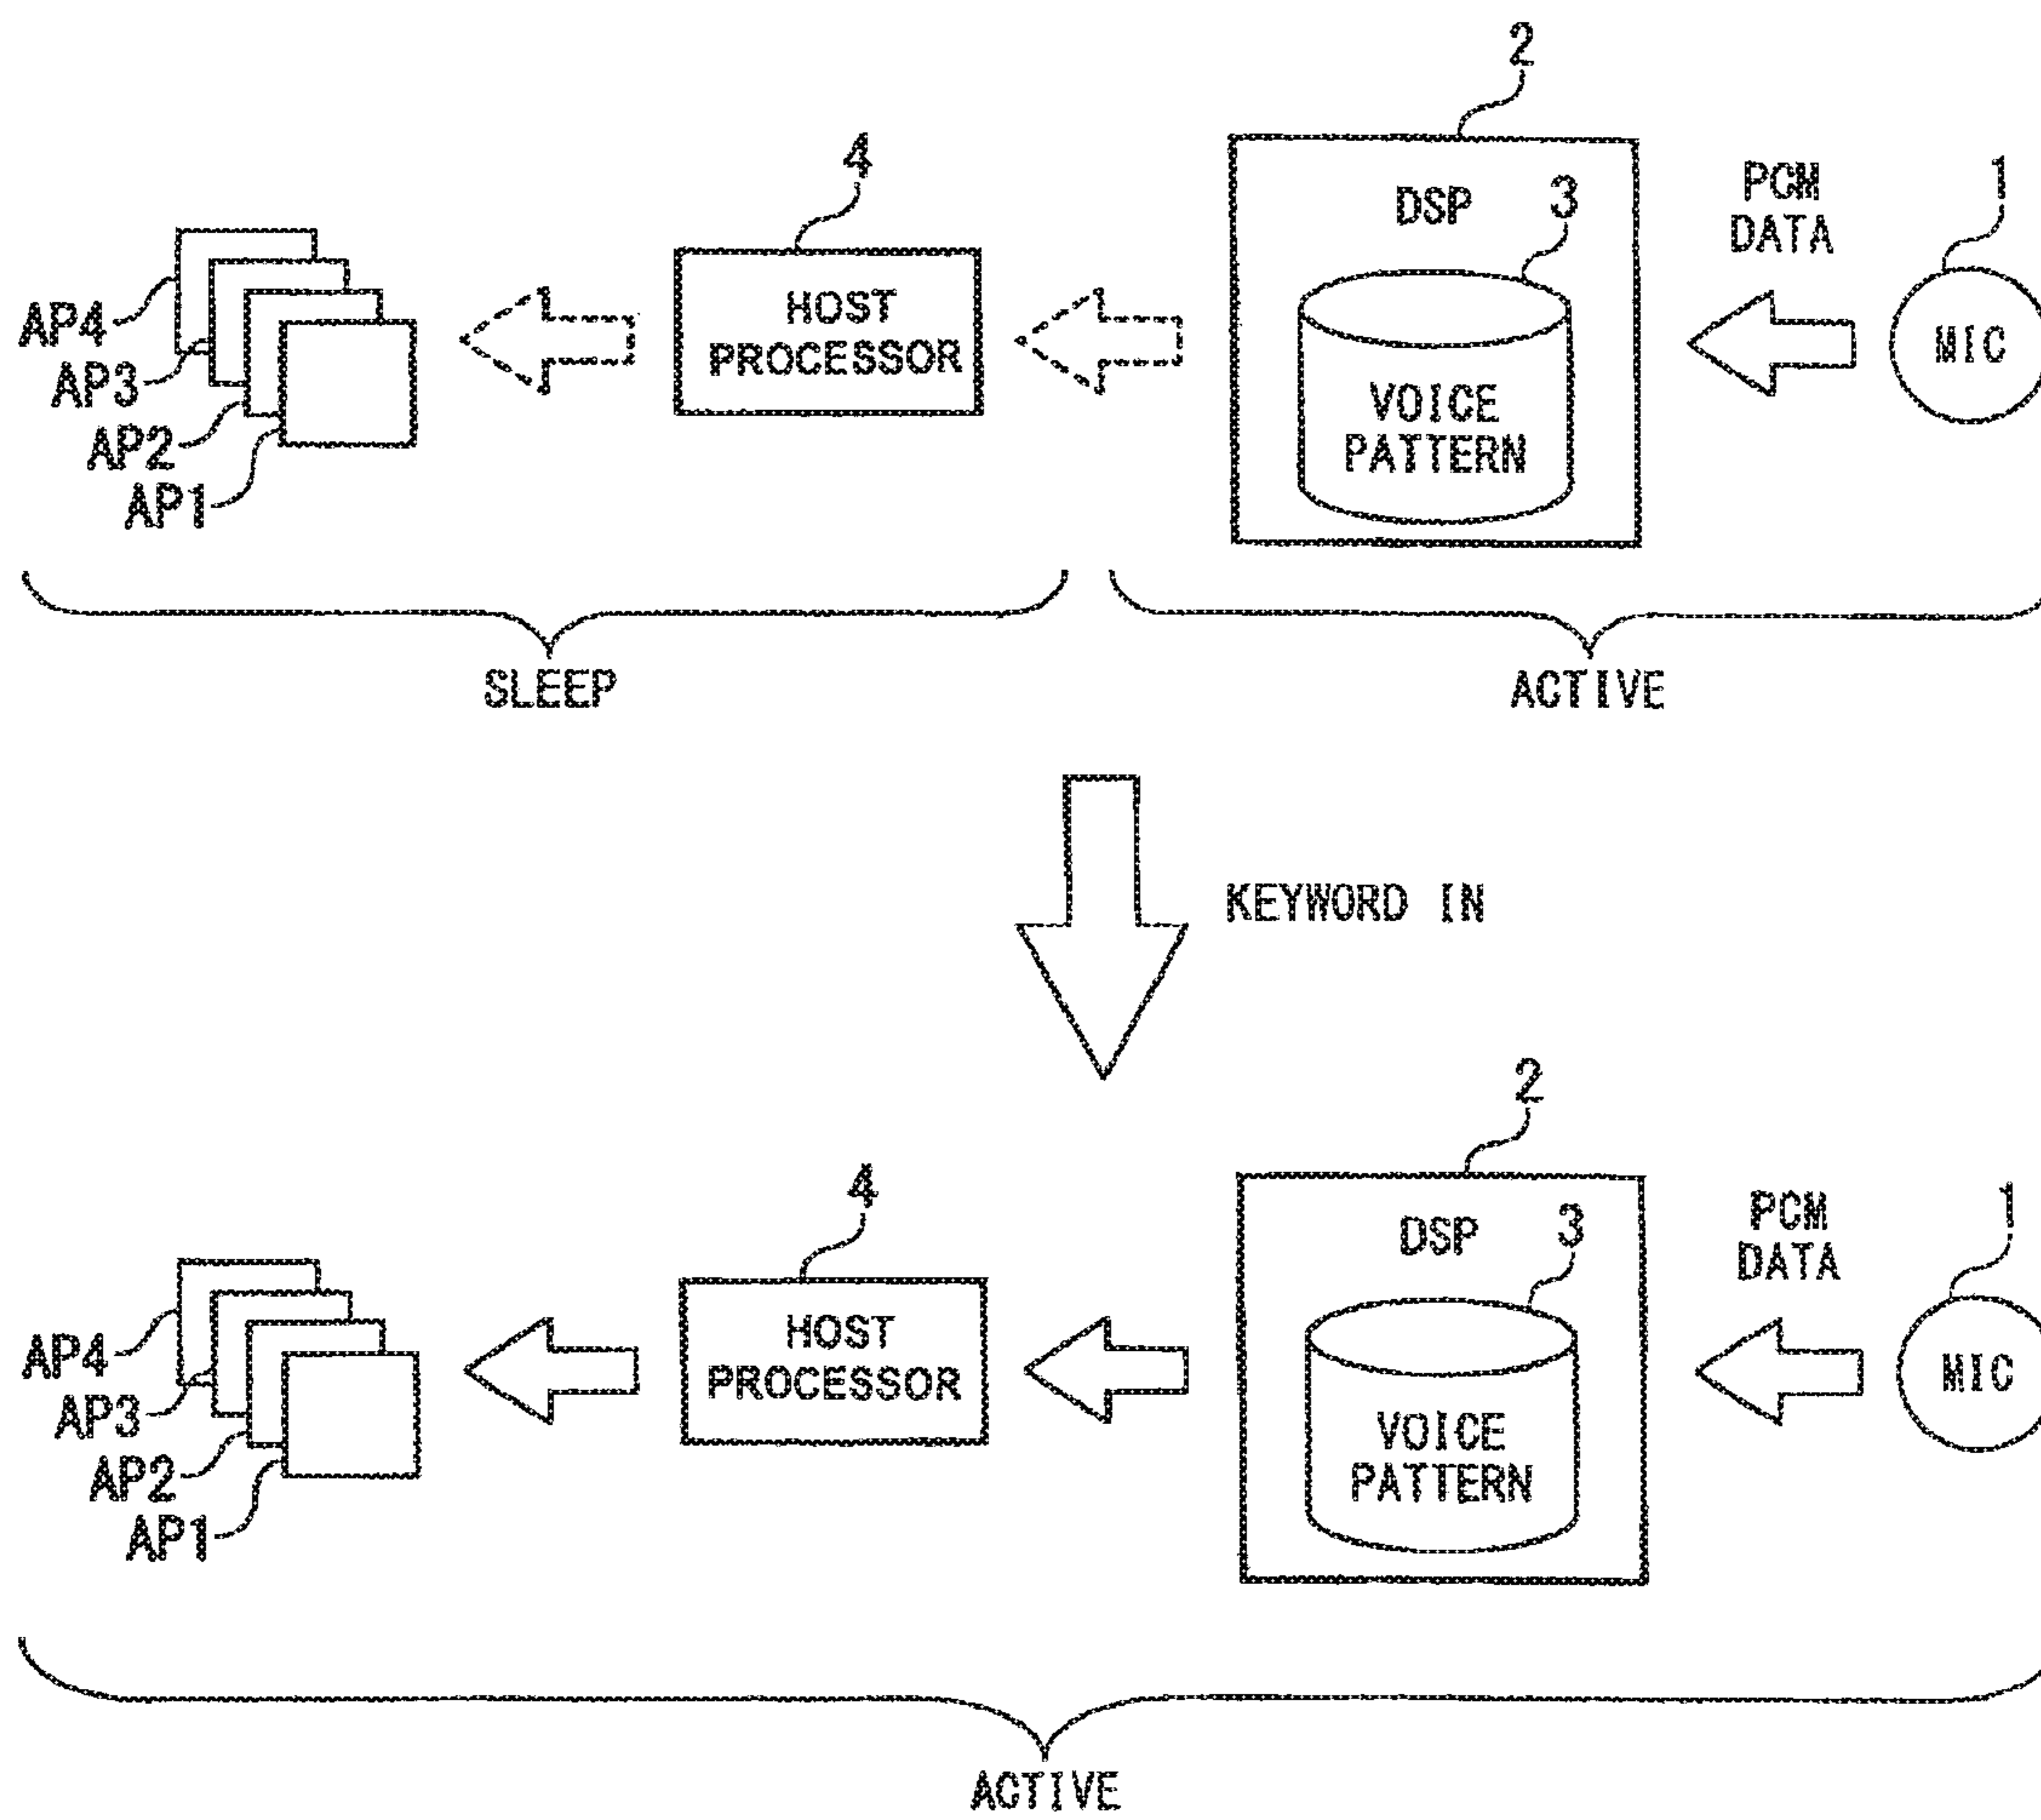 2
4
DSP
3
PCM
DATA
1
AP4
AP3
AP2
AP1
HOST
PROCESSOR
VOICE
PATTERN
MIC
SLEEP
ACTIVE
KEYWORD IN
2
4
DSP
3
PCM
DATA
1
AP4
AP3
AP2
AP1
HOST
PROCESSOR
VOICE
PATTERN
MIC
ACTIVE